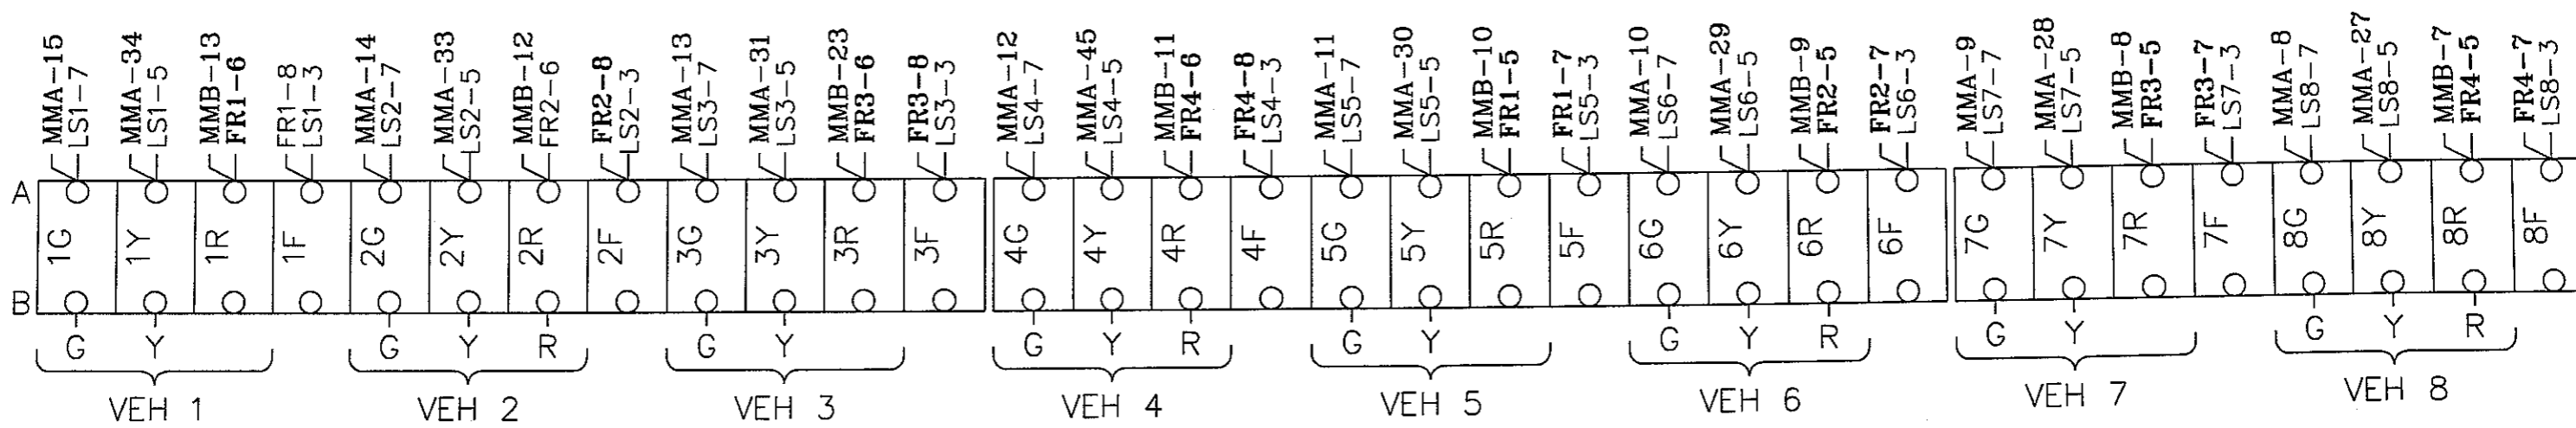 MMA-15
LS1-7
MMA-34
LS1-5
MMB-13
FR1-6
FR1-8
LS1-3
MMA-14
LS2-7
MMA-33
LS2-5
MMB-12
FR2-6
FR2-8
LS2-3
MMA-13
LS3-7
MMA-31
LS3-5
MMB-23
FR3-6
FR3-8
LS3-3
MMA-12
LS4-7
MMA-45
LS4-5
MMB-11
FR4-6
FR4-8
LS4-3
MMA-11
LS5-7
MMA-30
LS5-5
MMB-10
FR1-5
FR1-7
LS5-3
MMA-10
LS6-7
MMA-29
LS6-5
MMB-9
FR2-5
FR2-7
LS6-3
MMA-9
LS7-7
MMA-28
LS7-5
MMB-8
FR3-5
FR3-7
LS7-3
MMA-8
LS8-7
MMA-27
LS8-5
MMB-7
FR4-5
FR4-7
LS8-3
A
1G 1Y 1R 1F 2G 2Y 2R 2F 3G 3Y 3R 3F 4G 4Y 4R 4F 5G 5Y 5R 5F 6G 6Y 6R 6F 7G 7Y 7R 7F 8G 8Y 8R 8F
B
G Y G Y R G Y G Y R G Y G Y R G Y G Y R
VEH 1 VEH 2 VEH 3 VEH 4 VEH 5 VEH 6 VEH 7 VEH 8